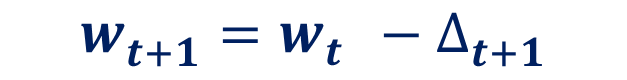 w_{t+1} = w_t − Δ_{t+1}